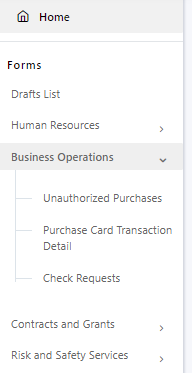 Home
Forms
Drafts List
Human Resources
Business Operations
Unauthorized Purchases
Purchase Card Transaction
Detail
Check Requests
Contracts and Grants
Risk and Safety Services